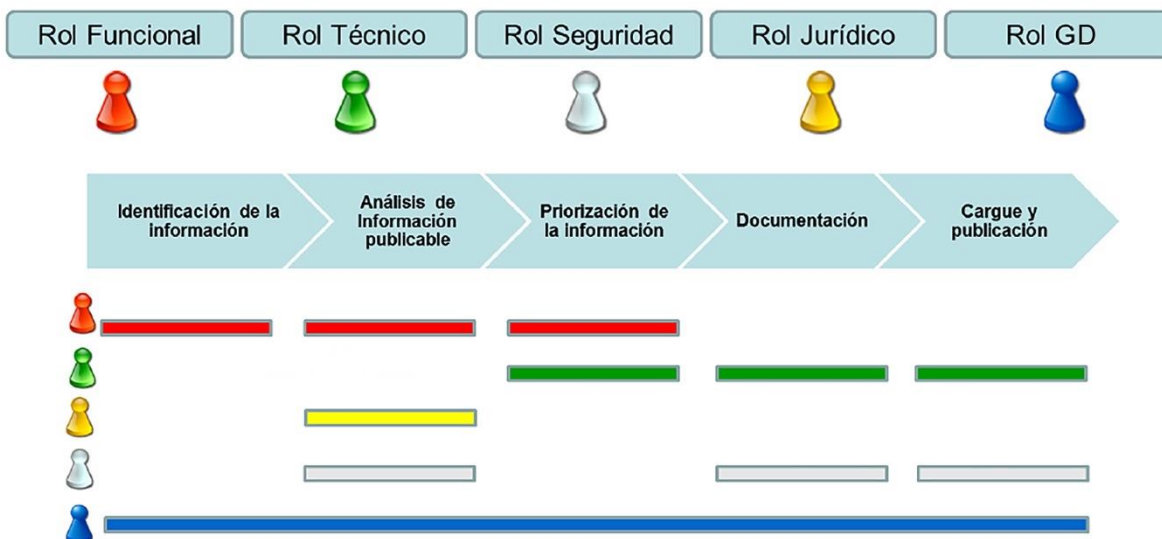 Rol Funcional
Rol Técnico
Rol Seguridad
Rol Jurídico
Rol GD
Identificación de la
información
Análisis de
Información
publicable
Priorización de
la información
Documentación
Cargue y
publicación